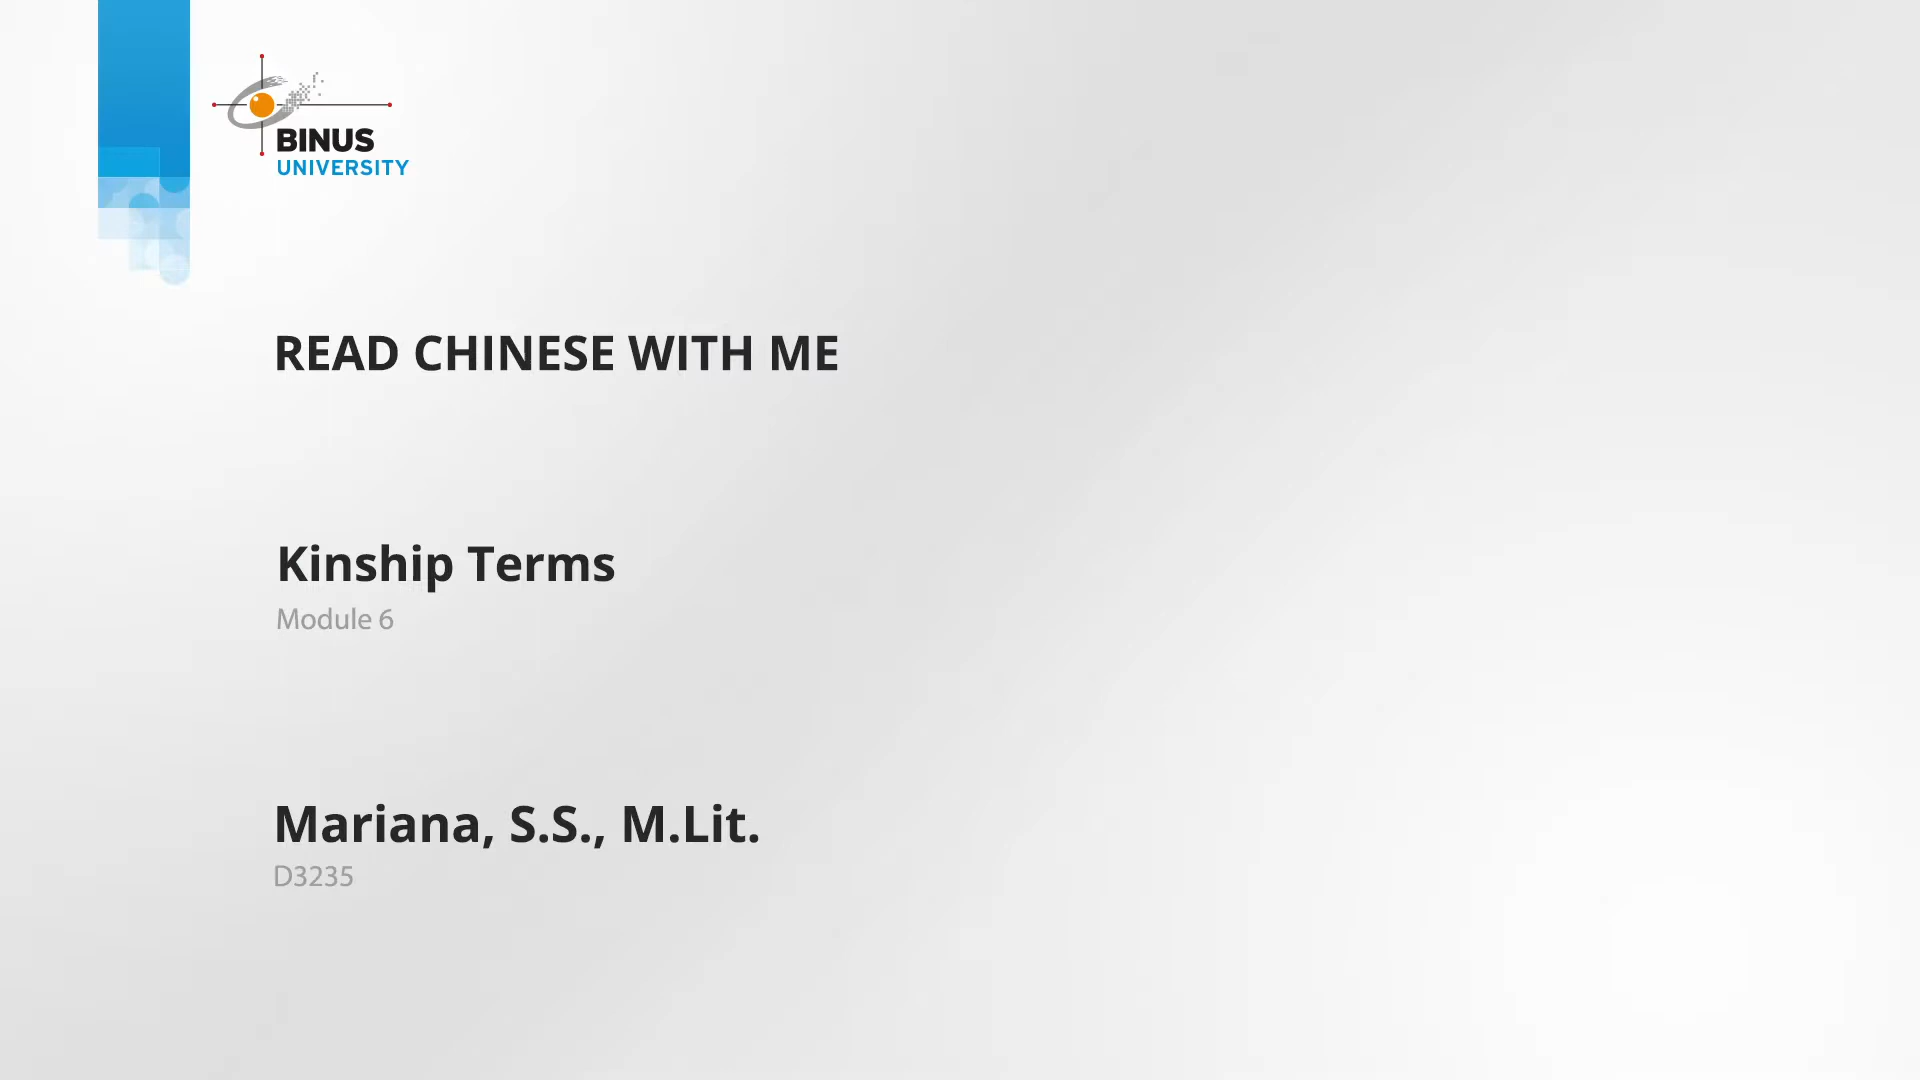 BINUS
UNIVERSITY
READ CHINESE WITH ME
Kinship Terms
Module 6
Mariana, S.S., M.Lit.
D3235